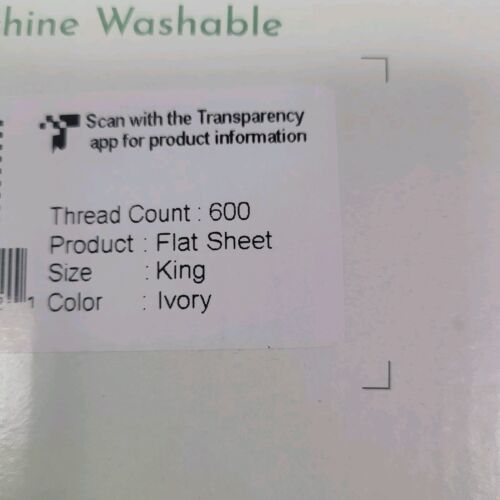 hine Washable
Scan with the Transparency
app for product information
Thread Count : 600
Product : Flat Sheet
Size : King
Color : Ivory
1